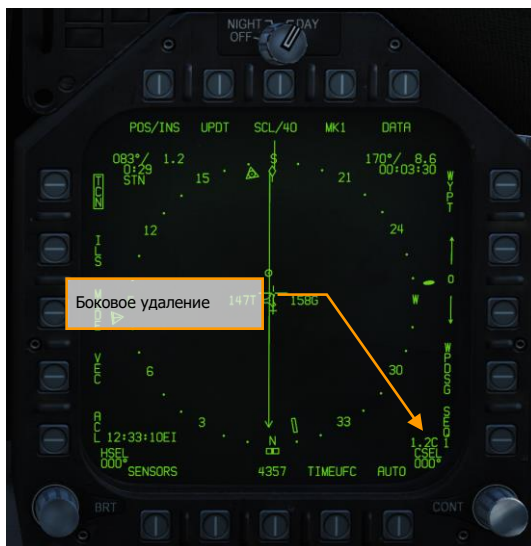 NIGHT DAY
OFF
POS/INS UPDT SCL/40 MK1 DATA
083°/ 1.2 S 170°/ 8.6
0:29 00:03:30
STN 15 21
TCN
WYPT
12 24
ILS
0
Боковое удаление
147T 158G W
6 30
VEC
WPDSG
3 33
ACL
SEQ1
12:33:10EI N 1.2C
HSEL CSEL
000° 000°
SENSORS 4357 TIMEUFC AUTO
BRT CONT